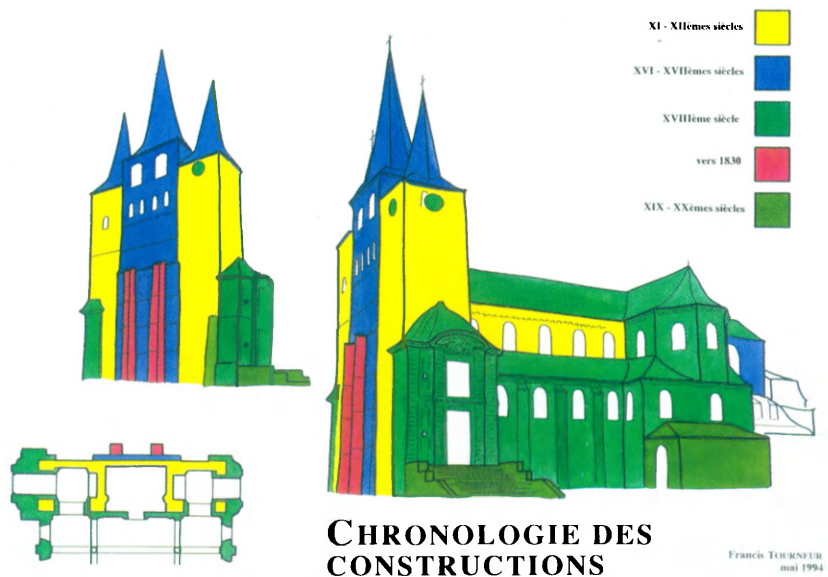 XI - XIIèmes siècles
XVI - XVIIèmes siècles
XVIIIème siècle
vers 1830
XIX - XXèmes siècles
CHRONOLOGIE DES
CONSTRUCTIONS
Francis TOURNEUR
mai 1994